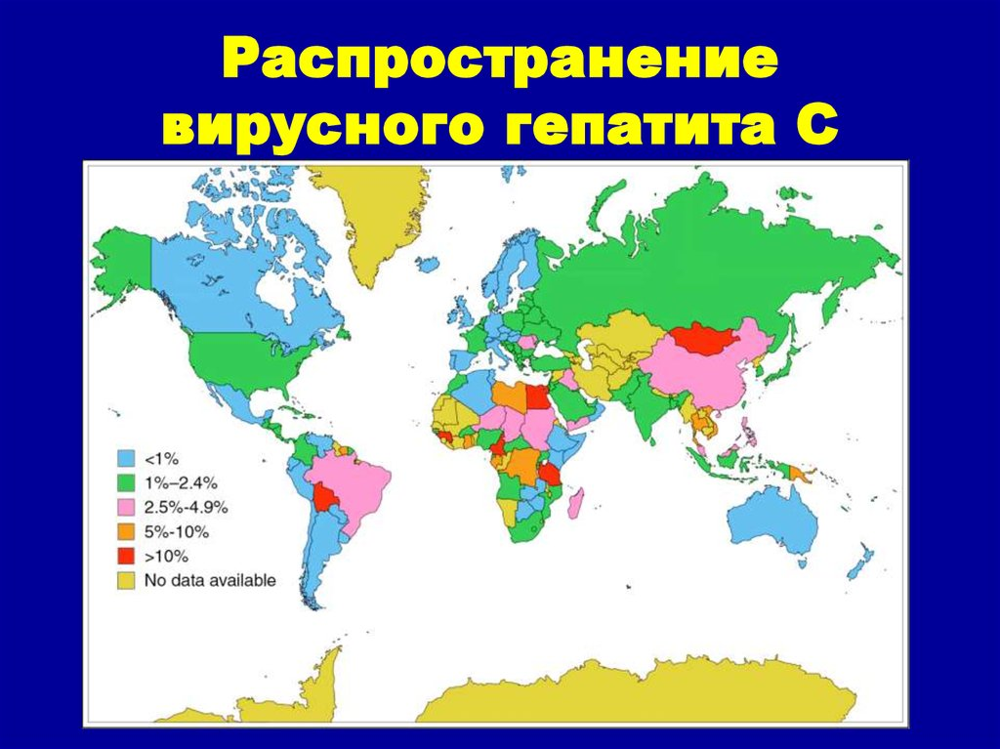 Распространение
вирусного гепатита С
<1%
1%–2.4%
2.5%-4.9%
5%-10%
>10%
No data available